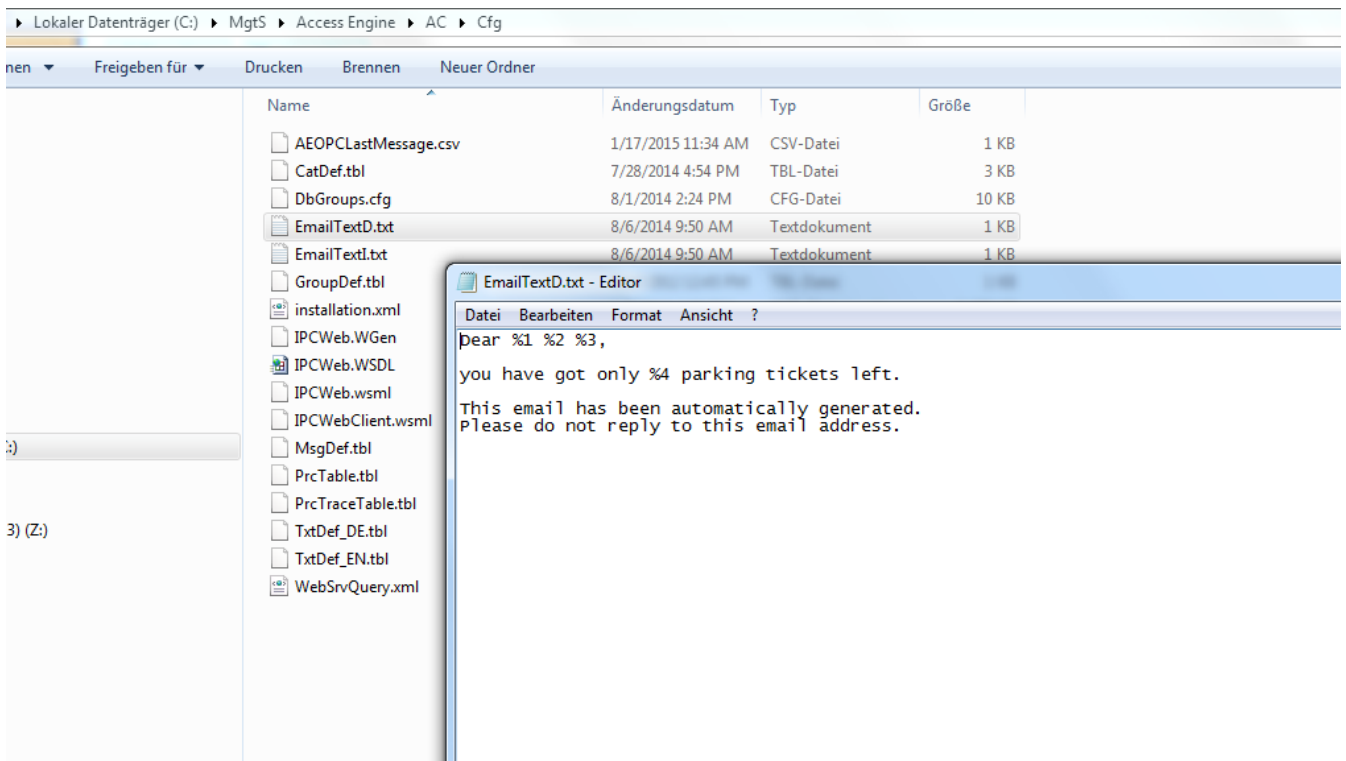 Lokaler Datenträger (C:) MgtS Access Engine AC Cfg
nen Freigeben für Drucken Brennen Neuer Ordner
Name Änderungsdatum Typ Größe
AEOPCLastMessage.csv 1/17/2015 11:34 AM CSV-Datei 1 KB
CatDef.tbl 7/28/2014 4:54 PM TBL-Datei 3 KB
DbGroups.cfg 8/1/2014 2:24 PM CFG-Datei 10 KB
EmailTextD.txt 8/6/2014 9:50 AM Textdokument 1 KB
EmailTextI.txt 8/6/2014 9:50 AM Textdokument 1 KB
GroupDef.tbl
installation.xml
IPCWeb.WGen
IPCWeb.WSDL
IPCWeb.wsml
IPCWebClient.wsml
:) MsgDef.tbl
PrcTable.tbl
PrcTraceTable.tbl
3) (Z:) TxtDef_DE.tbl
TxtDef_EN.tbl
WebSrvQuery.xml
EmailTextD.txt - Editor
Datei Bearbeiten Format Ansicht ?
Dear %1 %2 %3,
you have got only %4 parking tickets left.
This email has been automatically generated.
Please do not reply to this email address.